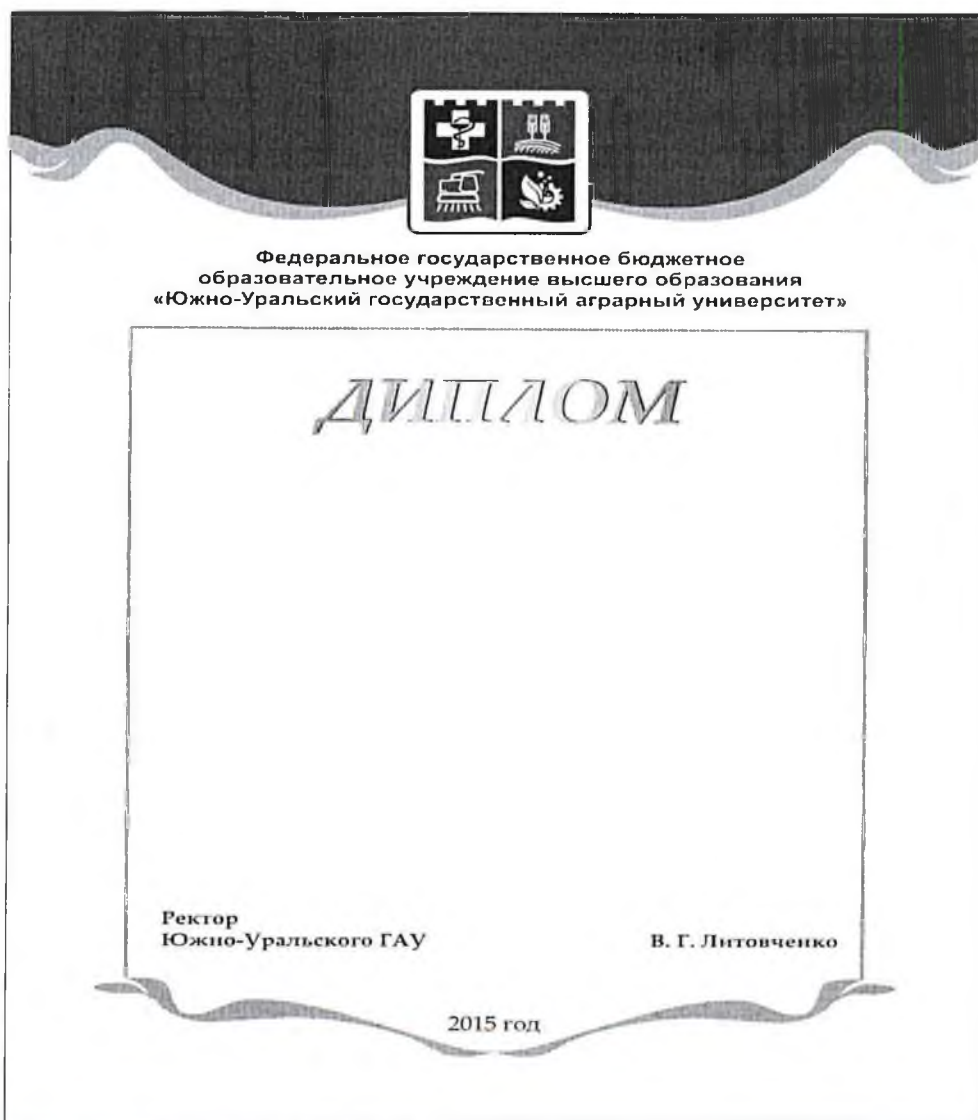 Федеральное государственное бюджетное
образовательное учреждение высшего образования
«Южно-Уральский государственный аграрный университет»
ДИПЛОМ
Ректор
Южно-Уральского ГАУ
В. Г. Литовченко
2015 год